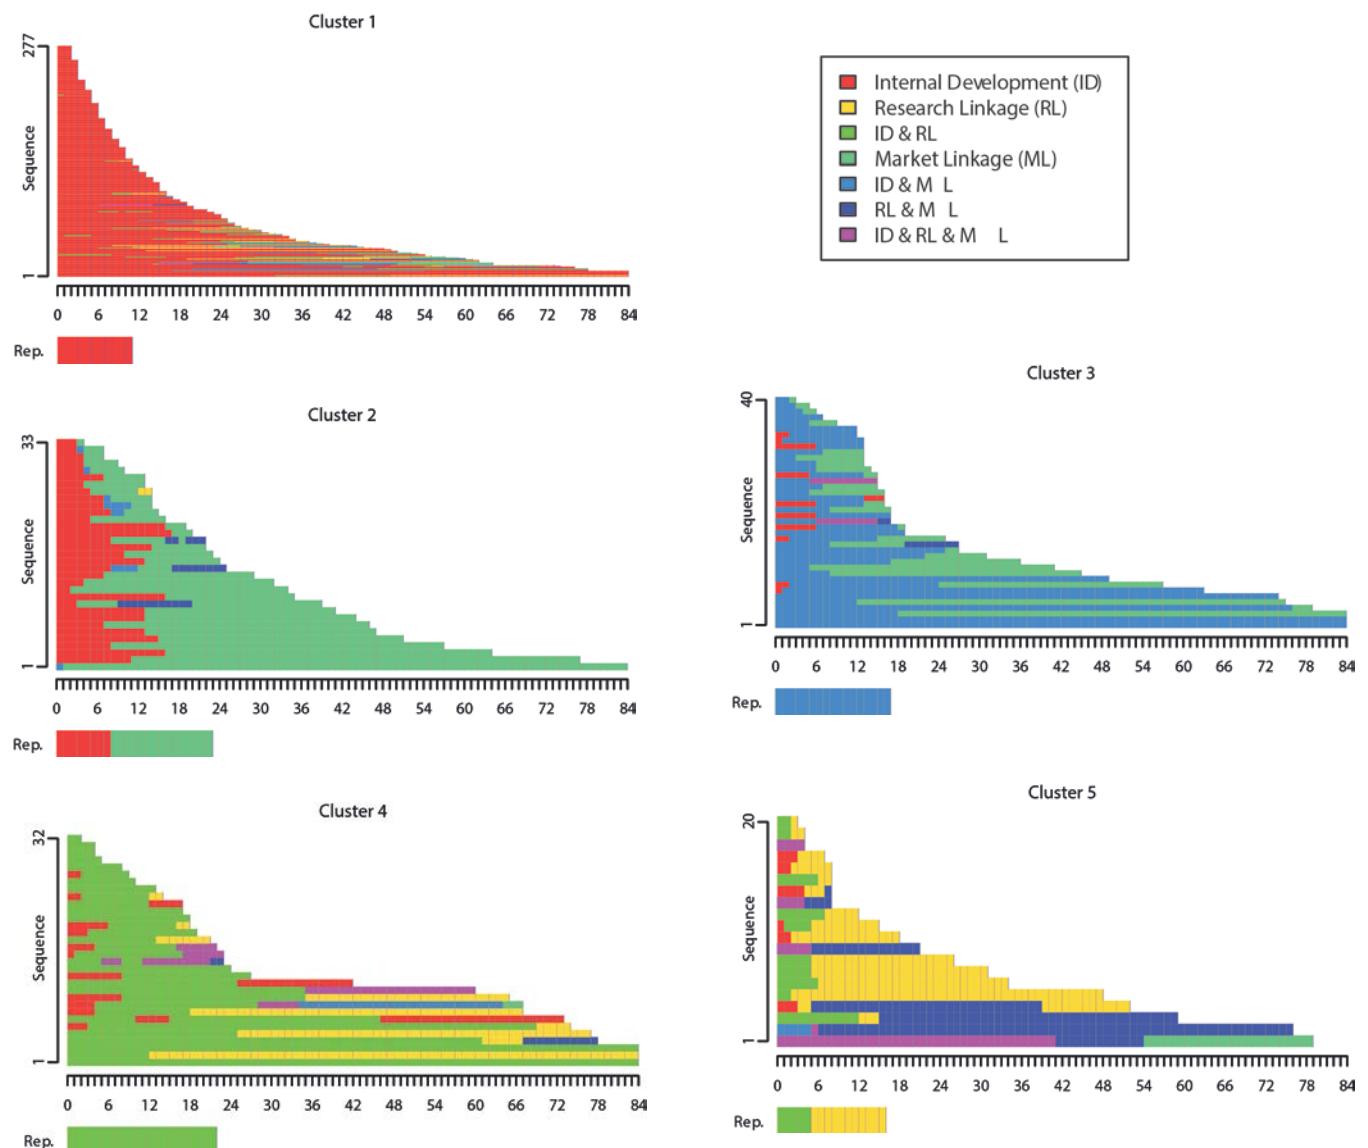 Cluster 1
277
Sequence
1
0 6 12 18 24 30 36 42 48 54 60 66 72 78 84
Rep.
Internal Development (ID)
Research Linkage (RL)
ID & RL
Market Linkage (ML)
ID & M L
RL & M L
ID & RL & M L
Cluster 2
33
Sequence
1
0 6 12 18 24 30 36 42 48 54 60 66 72 78 84
Rep.
Cluster 3
40
Sequence
1
0 6 12 18 24 30 36 42 48 54 60 66 72 78 84
Rep.
Cluster 4
32
Sequence
1
0 6 12 18 24 30 36 42 48 54 60 66 72 78 84
Rep.
Cluster 5
20
Sequence
1
0 6 12 18 24 30 36 42 48 54 60 66 72 78 84
Rep.